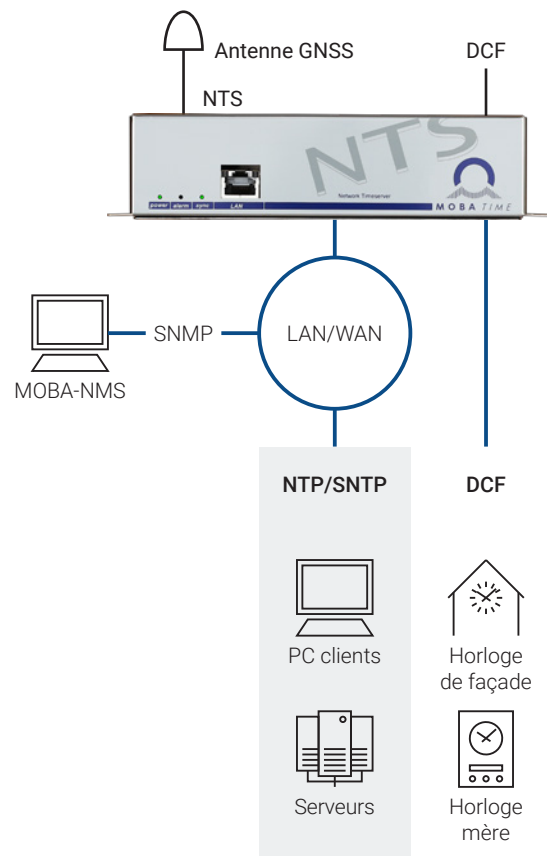 Antenne GNSS
DCF
NTS
NTS
power alarm sync LAN
Network Timeserver
MOBA TIME
SNMP
LAN/WAN
MOBA-NMS
NTP/SNTP
DCF
PC clients
Horloge
de façade
Serveurs
Horloge
mère